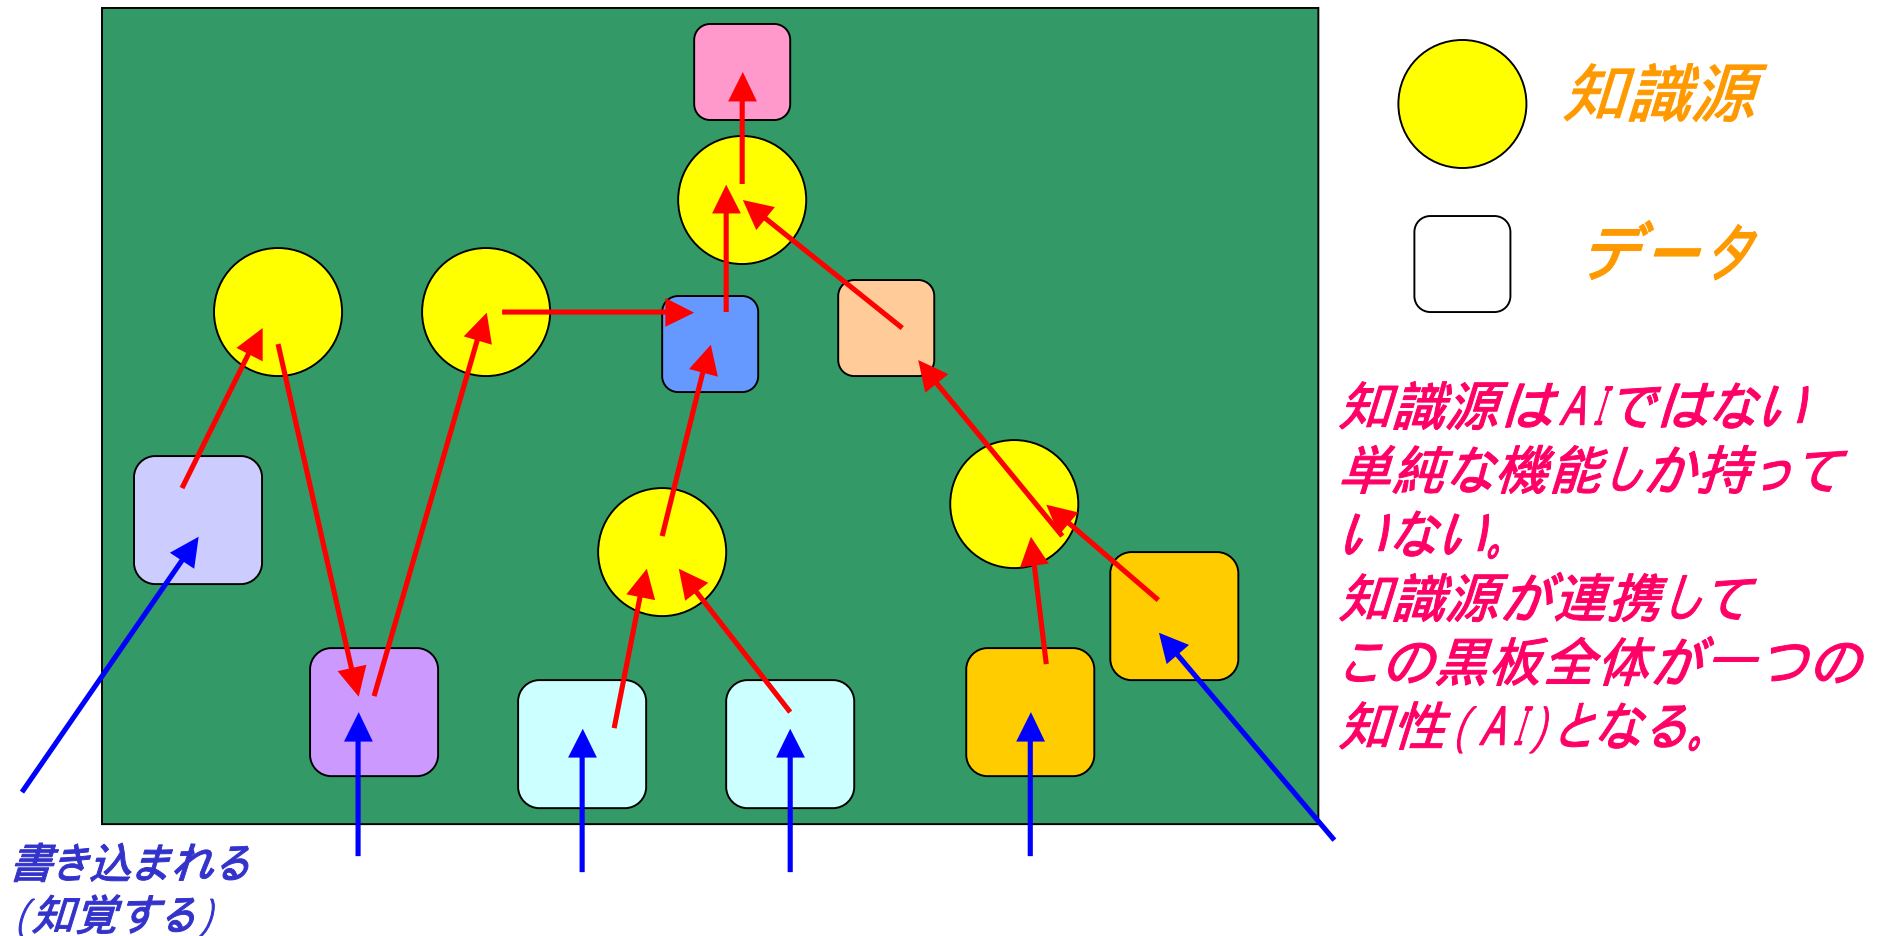 知識源
データ
知識源はAIではない
単純な機能しか持って
いない。
知識源が連携して
この黒板全体が一つの
知性(AI)となる。
書き込まれる
(知覚する)